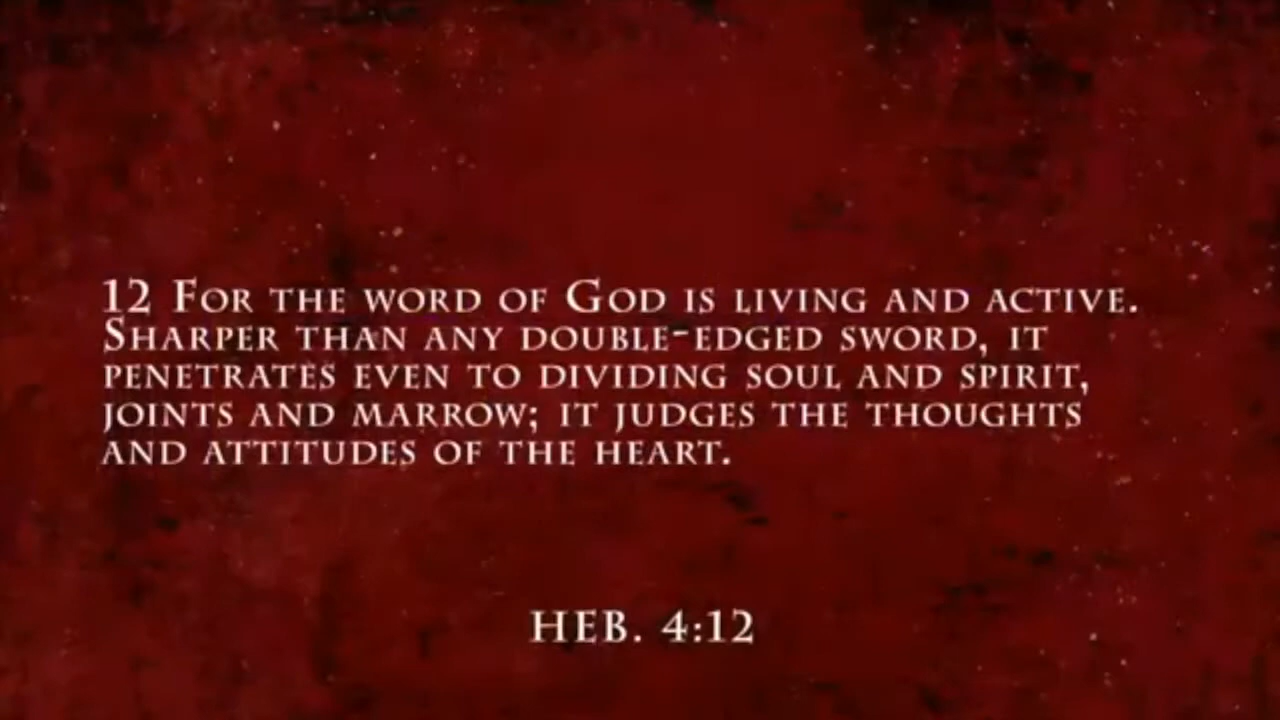 12 For the word of God is living and active.
Sharper than any double-edged sword, it
penetrates even to dividing soul and spirit,
joints and marrow; it judges the thoughts
and attitudes of the heart.
HEB. 4:12